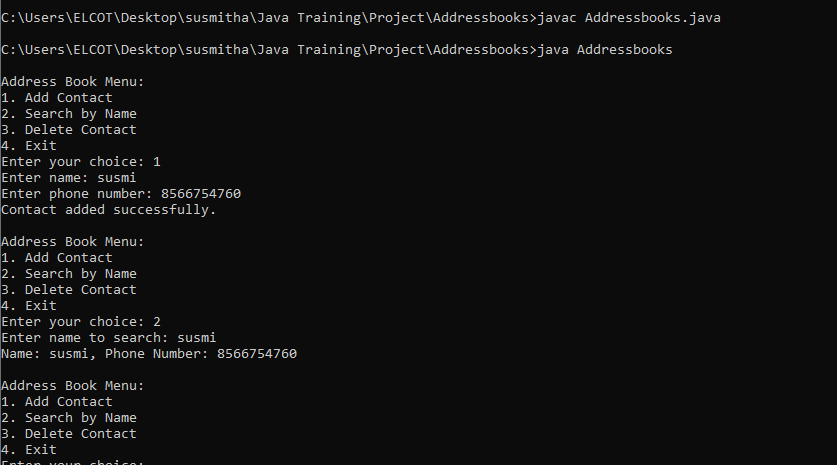 C:\Users\ELCOT\Desktop\susmitha\Java Training\Project\Addressbooks>javac Addressbooks.java
C:\Users\ELCOT\Desktop\susmitha\Java Training\Project\Addressbooks>java Addressbooks
Address Book Menu:
1. Add Contact
2. Search by Name
3. Delete Contact
4. Exit
Enter your choice: 1
Enter name: susmi
Enter phone number: 8566754760
Contact added successfully.
Address Book Menu:
1. Add Contact
2. Search by Name
3. Delete Contact
4. Exit
Enter your choice: 2
Enter name to search: susmi
Name: susmi, Phone Number: 8566754760
Address Book Menu:
1. Add Contact
2. Search by Name
3. Delete Contact
4. Exit
Enter your choice: